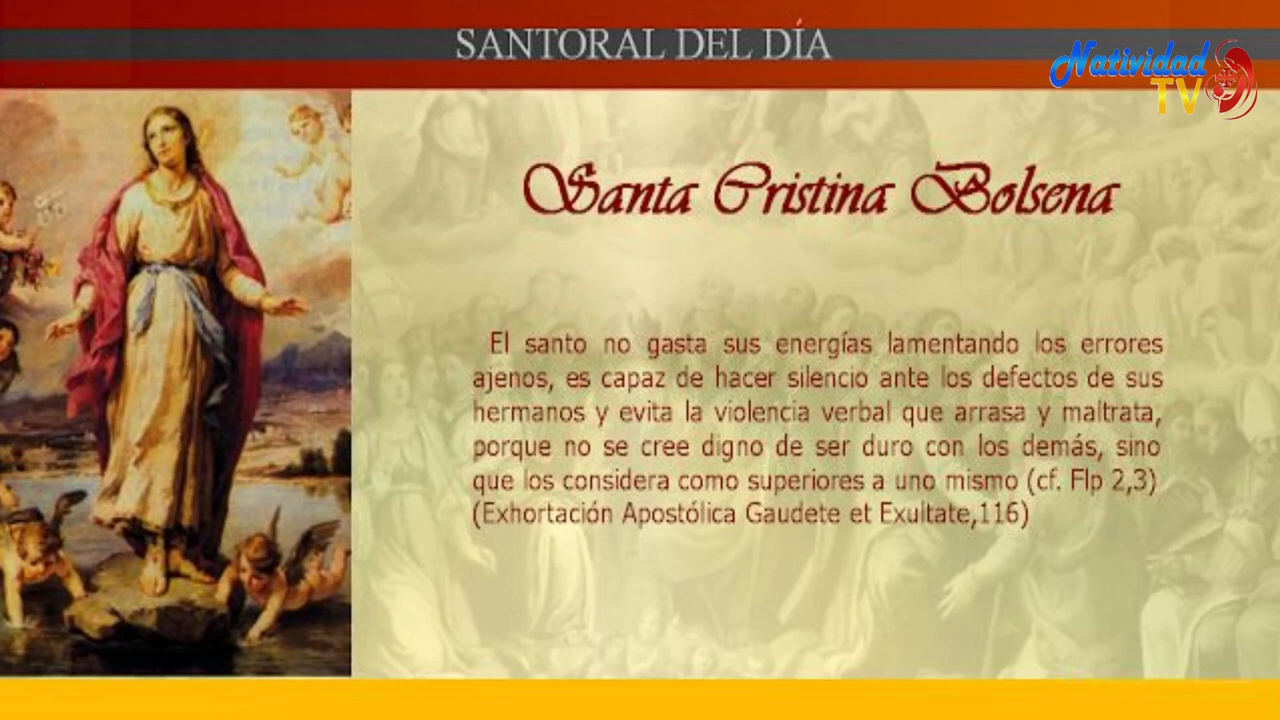 SANTORAL DEL DÍA
Natividad
TV
Santa Cristina Bolsena
El santo no gasta sus energías lamentando los errores
ajenos, es capaz de hacer silencio ante los defectos de sus
hermanos y evita la violencia verbal que arrasa y maltrata,
porque no se cree digno de ser duro con los demás, sino
que los considera como superiores a uno mismo (cf. Flp 2,3)
(Exhortación Apostólica Gaudete et Exultate,116)